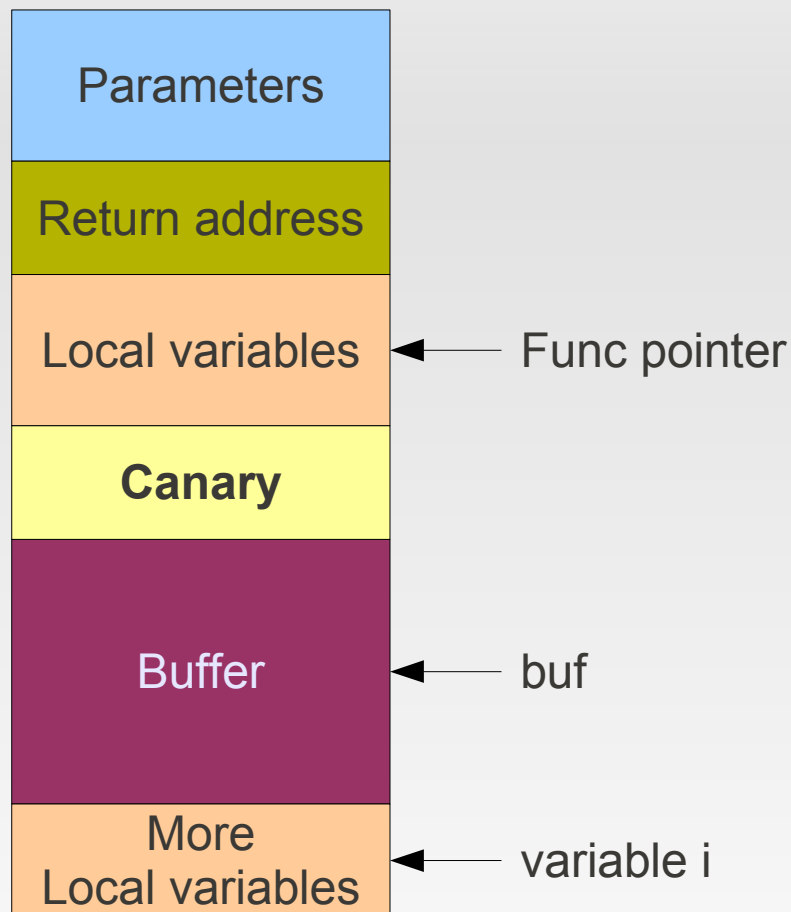 Parameters
Return address
Local variables
Func pointer
Canary
Buffer
buf
More
Local variables
variable i